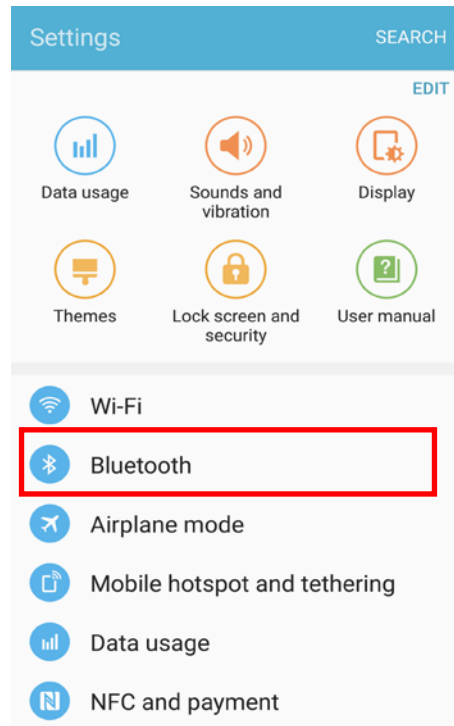 Settings SEARCH
EDIT
Data usage Sounds and vibration Display
Themes Lock screen and security User manual
Wi-Fi
Bluetooth
Airplane mode
Mobile hotspot and tethering
Data usage
NFC and payment